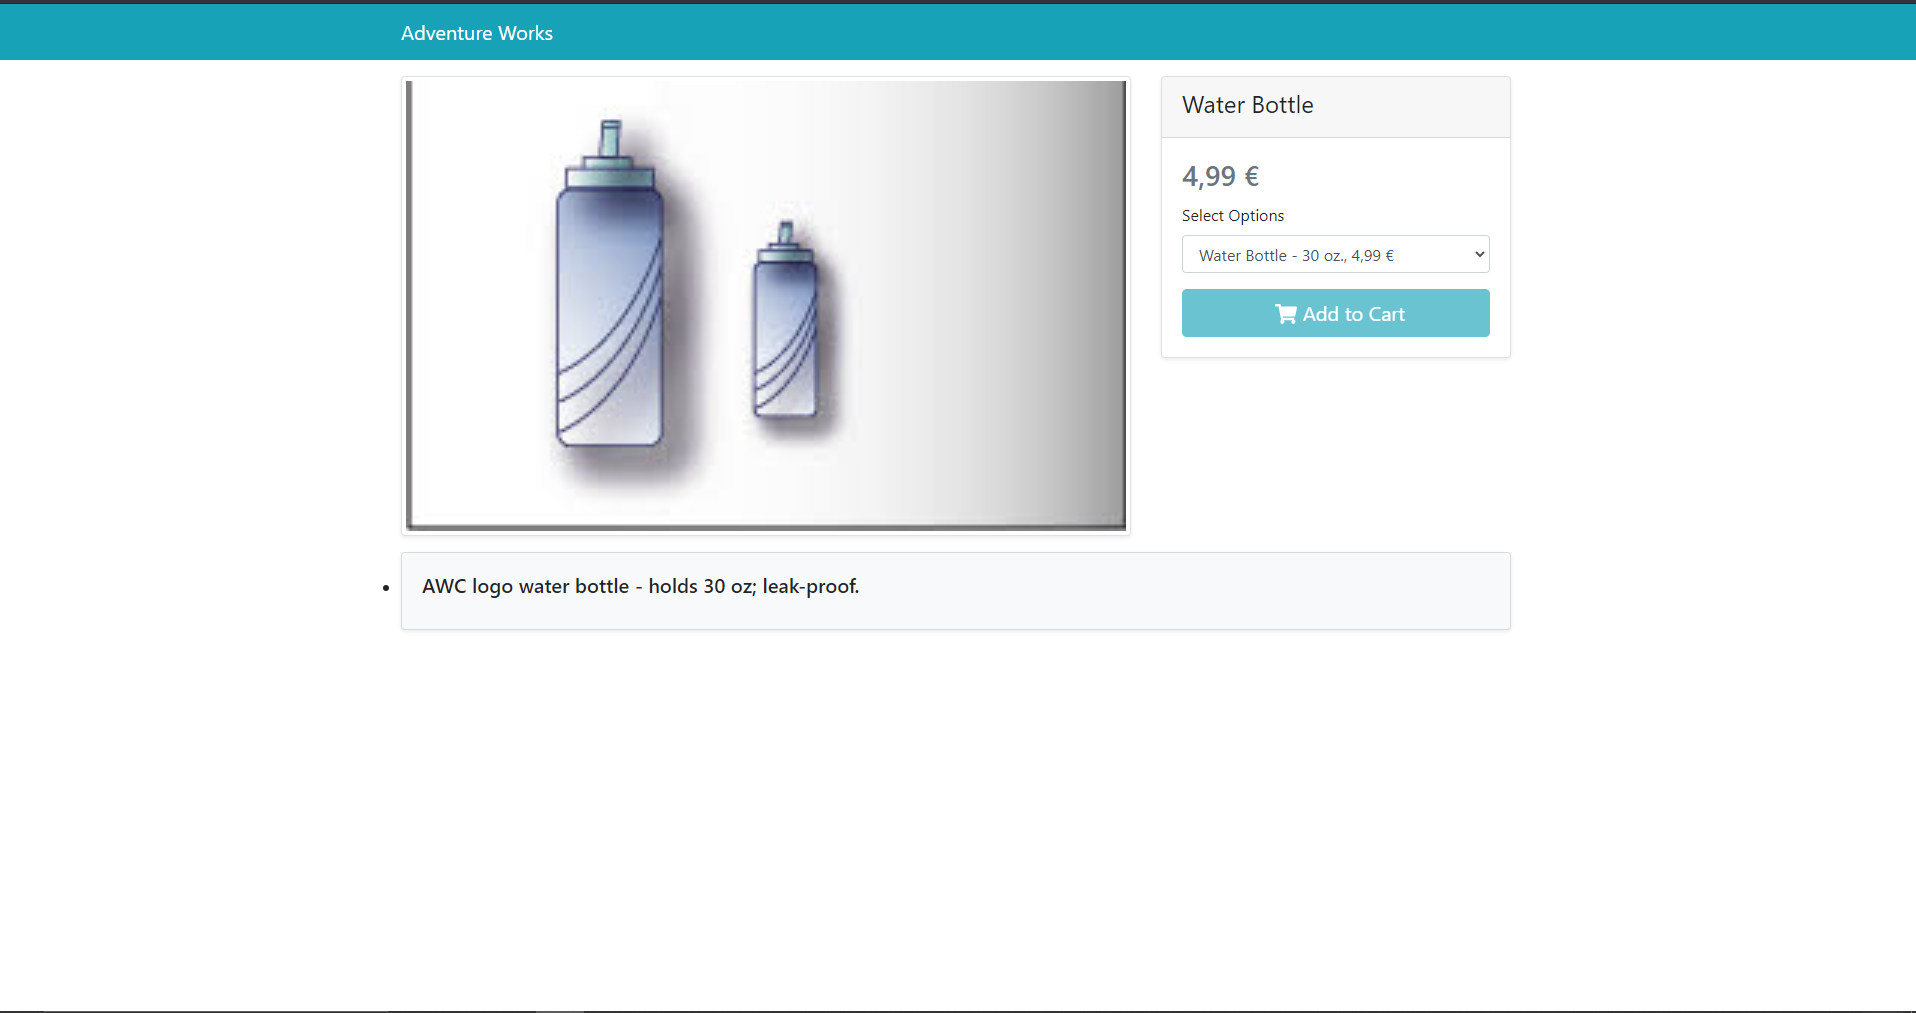 Adventure Works
Water Bottle
4,99 €
Select Options
Water Bottle - 30 oz., 4,99 €
Add to Cart
AWC logo water bottle - holds 30 oz; leak-proof.